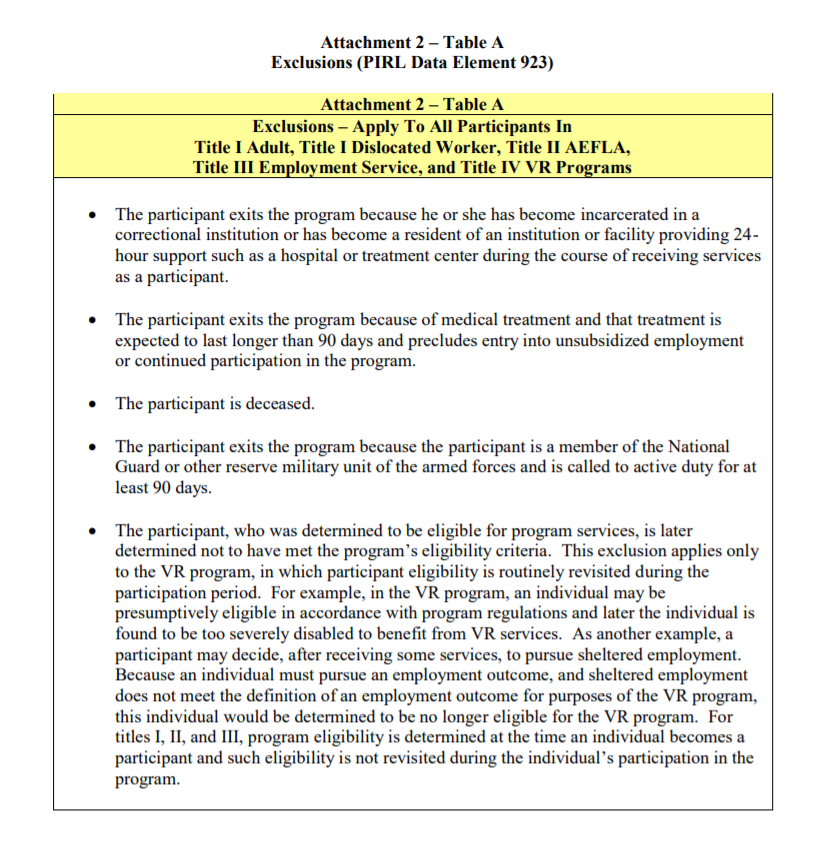 Attachment 2 – Table A
Exclusions (PIRL Data Element 923)
Attachment 2 – Table A
Exclusions – Apply To All Participants In
Title I Adult, Title I Dislocated Worker, Title II AEFLA,
Title III Employment Service, and Title IV VR Programs
• The participant exits the program because he or she has become incarcerated in a
correctional institution or has become a resident of an institution or facility providing 24-
hour support such as a hospital or treatment center during the course of receiving services
as a participant.
• The participant exits the program because of medical treatment and that treatment is
expected to last longer than 90 days and precludes entry into unsubsidized employment
or continued participation in the program.
• The participant is deceased.
• The participant exits the program because the participant is a member of the National
Guard or other reserve military unit of the armed forces and is called to active duty for at
least 90 days.
• The participant, who was determined to be eligible for program services, is later
determined not to have met the program’s eligibility criteria.  This exclusion applies only
to the VR program, in which participant eligibility is routinely revisited during the
participation period.  For example, in the VR program, an individual may be
presumptively eligible in accordance with program regulations and later the individual is
found to be too severely disabled to benefit from VR services.  As another example, a
participant may decide, after receiving some services, to pursue sheltered employment.
Because an individual must pursue an employment outcome, and sheltered employment
does not meet the definition of an employment outcome for purposes of the VR program,
this individual would be determined to be no longer eligible for the VR program.  For
titles I, II, and III, program eligibility is determined at the time an individual becomes a
participant and such eligibility is not revisited during the individual’s participation in the
program.